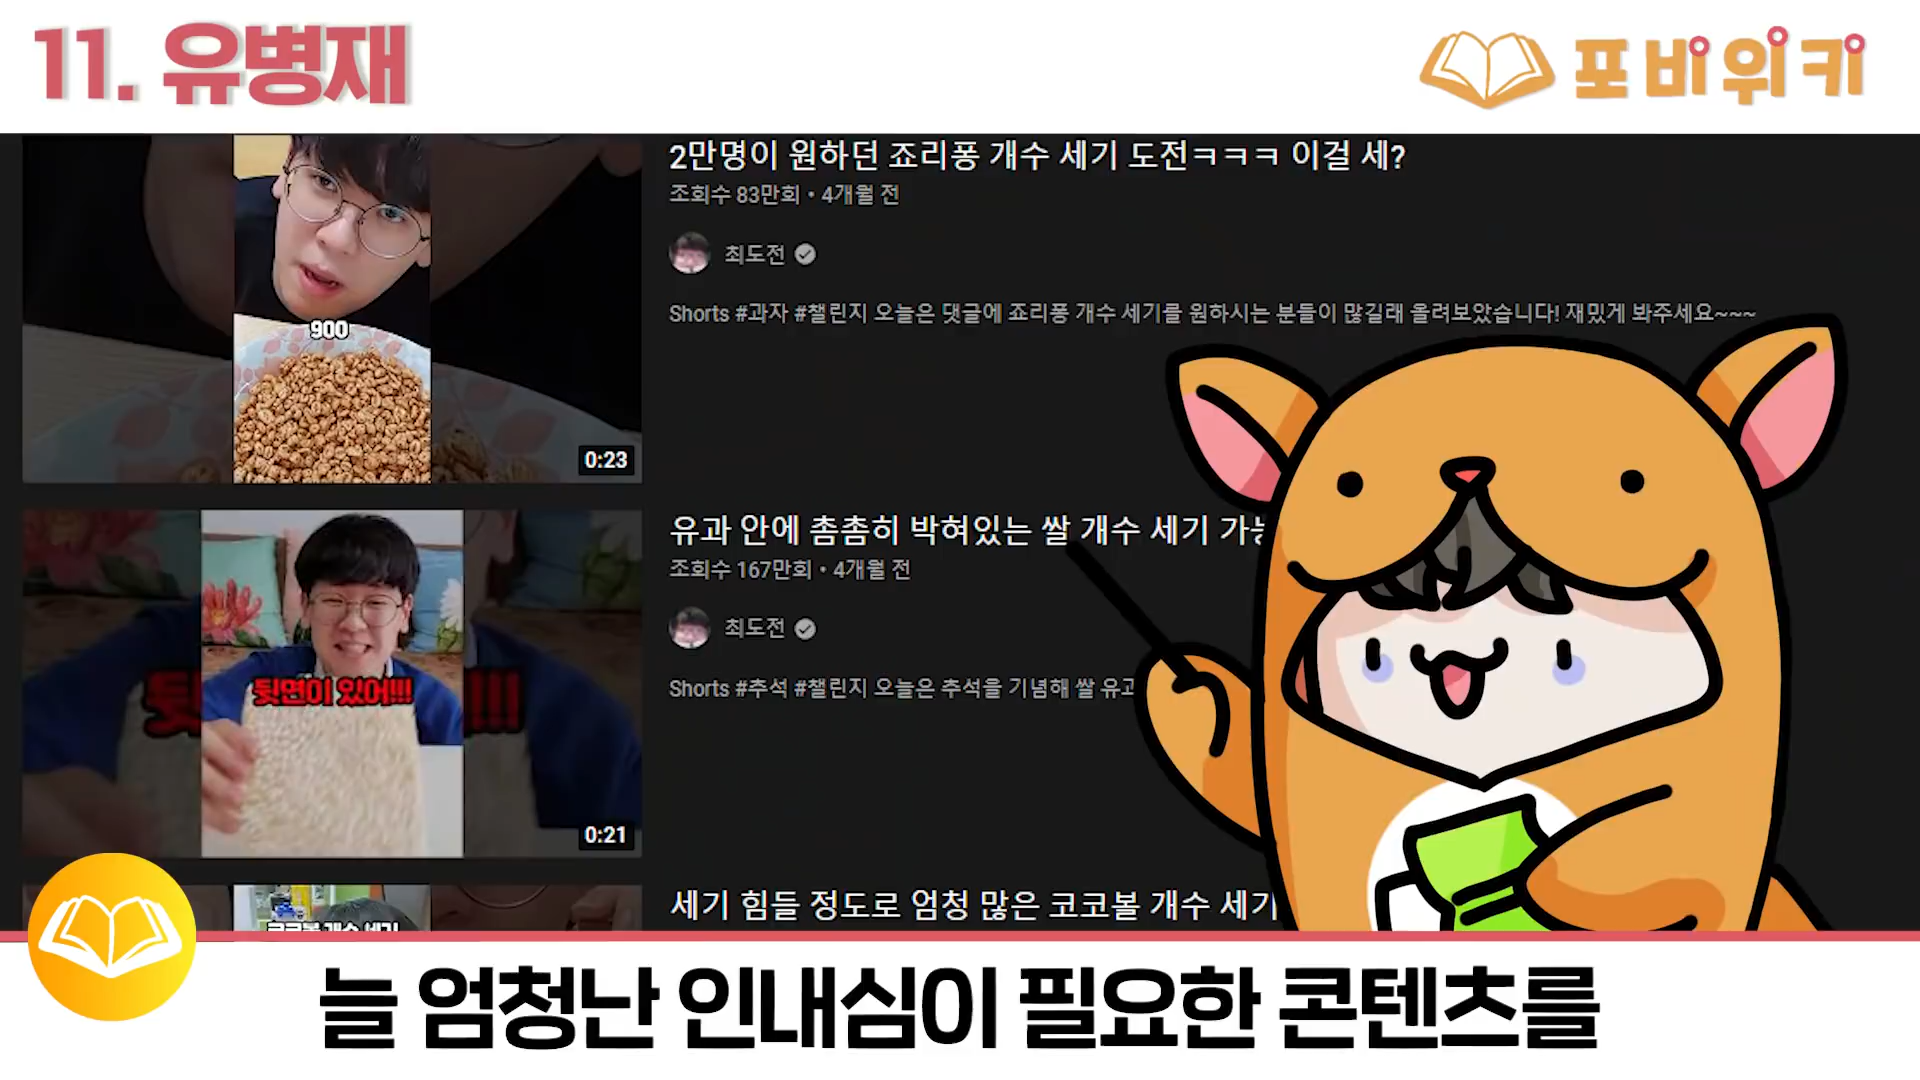 11. 유병재
포비위키
2만명이 원하던 죠리퐁 개수 세기 도전ㅋㅋㅋ 이걸 세?
조회수 83만회 • 4개월 전
최도전
Shorts #과자 #챌린지 오늘은 댓글에 죠리퐁 개수 세기를 원하시는 분들이 많길래 올려보았습니다! 재밌게 봐주세요~~~
900
0:23
유과 안에 촘촘히 박혀있는 쌀 개수 세기
조회수 167만회 • 4개월 전
최도전
Shorts #추석 #챌린지 오늘은 추석을 기념해 쌀 유과
뒷면이 있어!!!
0:21
세기 힘들 정도로 엄청 많은 코코볼 개수 세기
늘 엄청난 인내심이 필요한 콘텐츠를